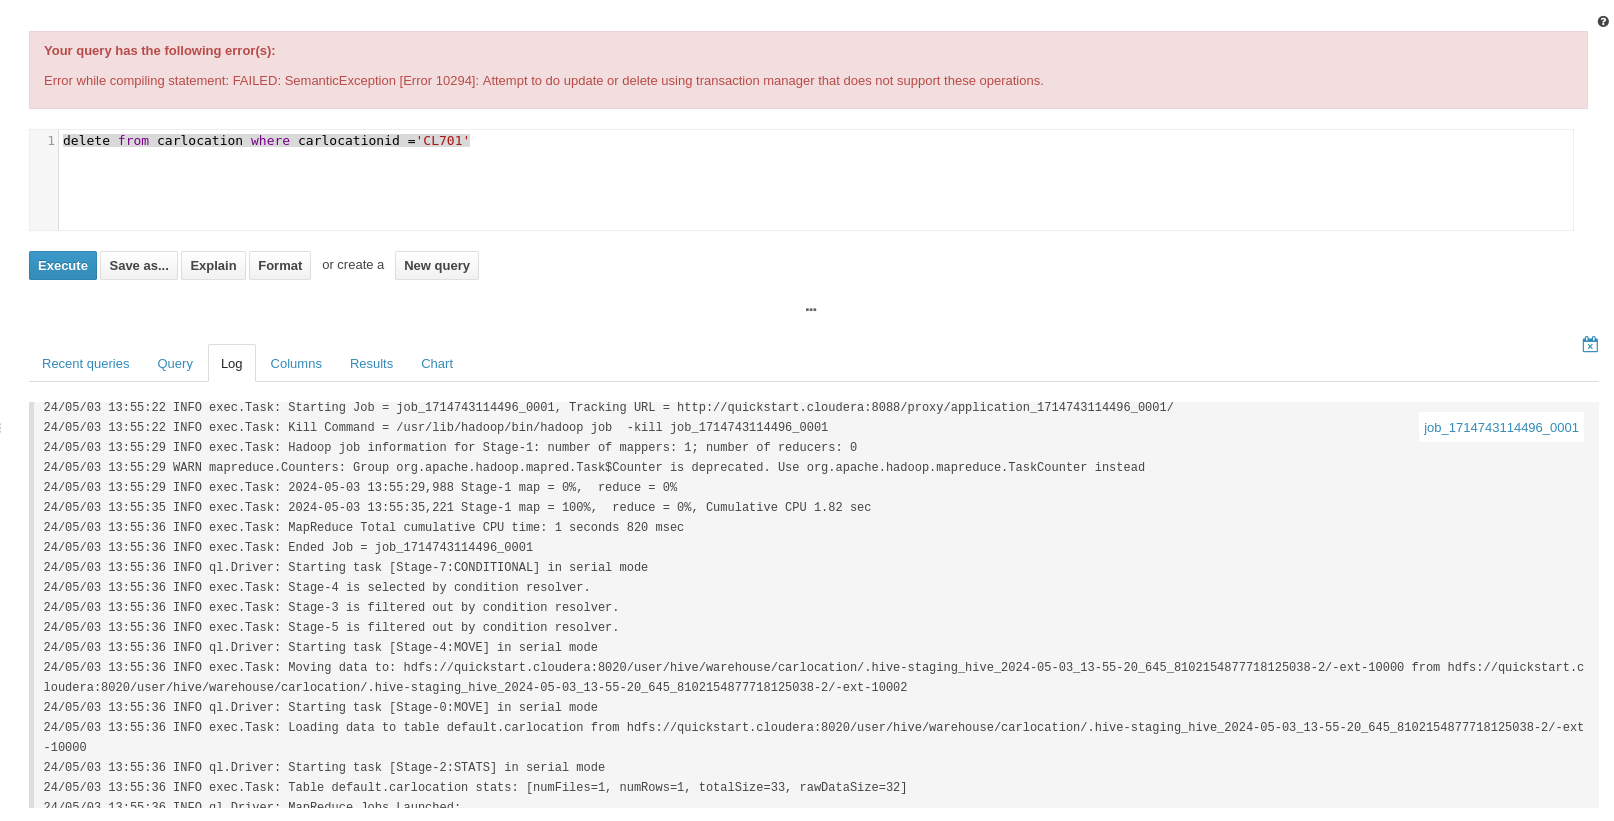 Your query has the following error(s):
Error while compiling statement: FAILED: SemanticException [Error 10294]: Attempt to do update or delete using transaction manager that does not support these operations.
1 delete from carlocation where carlocationid ='CL701'
Execute Save as... Explain Format or create a New query
Recent queries Query Log Columns Results Chart
24/05/03 13:55:22 INFO exec.Task: Starting Job = job_1714743114496_0001, Tracking URL = http://quickstart.cloudera:8088/proxy/application_1714743114496_0001/
24/05/03 13:55:22 INFO exec.Task: Kill Command = /usr/lib/hadoop/bin/hadoop job  -kill job_1714743114496_0001
job_1714743114496_0001
24/05/03 13:55:29 INFO exec.Task: Hadoop job information for Stage-1: number of mappers: 1; number of reducers: 0
24/05/03 13:55:29 WARN mapreduce.Counters: Group org.apache.hadoop.mapred.Task$Counter is deprecated. Use org.apache.hadoop.mapreduce.TaskCounter instead
24/05/03 13:55:29 INFO exec.Task: 2024-05-03 13:55:29,988 Stage-1 map = 0%,  reduce = 0%
24/05/03 13:55:35 INFO exec.Task: 2024-05-03 13:55:35,221 Stage-1 map = 100%,  reduce = 0%, Cumulative CPU 1.82 sec
24/05/03 13:55:36 INFO exec.Task: MapReduce Total cumulative CPU time: 1 seconds 820 msec
24/05/03 13:55:36 INFO exec.Task: Ended Job = job_1714743114496_0001
24/05/03 13:55:36 INFO ql.Driver: Starting task [Stage-7:CONDITIONAL] in serial mode
24/05/03 13:55:36 INFO exec.Task: Stage-4 is selected by condition resolver.
24/05/03 13:55:36 INFO exec.Task: Stage-3 is filtered out by condition resolver.
24/05/03 13:55:36 INFO exec.Task: Stage-5 is filtered out by condition resolver.
24/05/03 13:55:36 INFO ql.Driver: Starting task [Stage-4:MOVE] in serial mode
24/05/03 13:55:36 INFO exec.Task: Moving data to: hdfs://quickstart.cloudera:8020/user/hive/warehouse/carlocation/.hive-staging_hive_2024-05-03_13-55-20_645_8102154877718125038-2/-ext-10000 from hdfs://quickstart.c
loudera:8020/user/hive/warehouse/carlocation/.hive-staging_hive_2024-05-03_13-55-20_645_8102154877718125038-2/-ext-10002
24/05/03 13:55:36 INFO ql.Driver: Starting task [Stage-0:MOVE] in serial mode
24/05/03 13:55:36 INFO exec.Task: Loading data to table default.carlocation from hdfs://quickstart.cloudera:8020/user/hive/warehouse/carlocation/.hive-staging_hive_2024-05-03_13-55-20_645_8102154877718125038-2/-ext
-10000
24/05/03 13:55:36 INFO ql.Driver: Starting task [Stage-2:STATS] in serial mode
24/05/03 13:55:36 INFO exec.Task: Table default.carlocation stats: [numFiles=1, numRows=1, totalSize=33, rawDataSize=32]
24/05/03 13:55:36 INFO ql.Driver: MapReduce Jobs Launched: